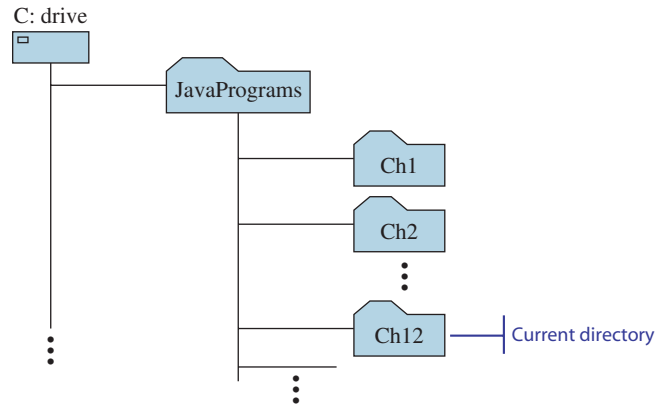 C: drive
JavaPrograms
Ch1
Ch2
Ch12
Current directory